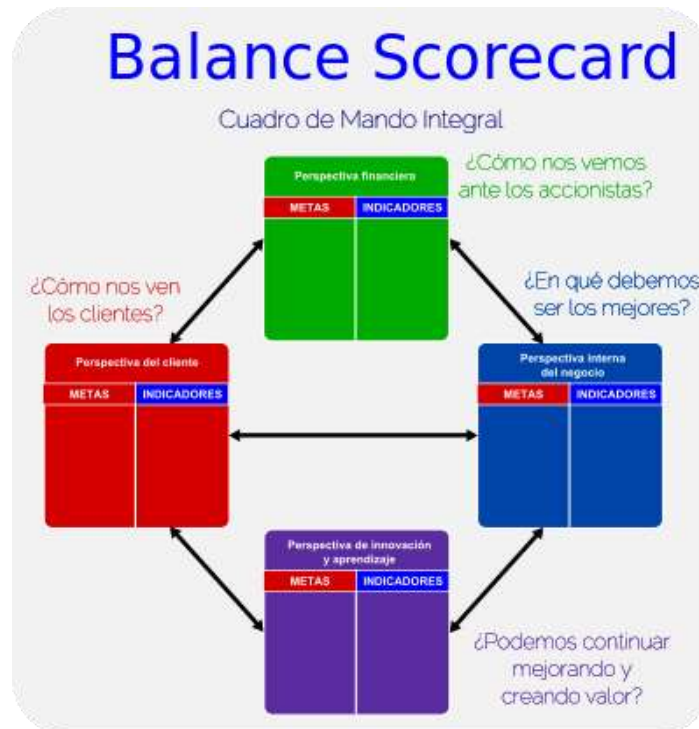 Balance Scorecard
Cuadro de Mando Integral
Perspectiva financiera
METAS INDICADORES
¿Cómo nos vemos
ante los accionistas?
¿Cómo nos ven
los clientes?
¿En qué debemos
ser los mejores?
Perspectiva del cliente
METAS INDICADORES
Perspectiva interna
del negocio
METAS INDICADORES
Perspectiva de innovación
y aprendizaje
METAS INDICADORES
¿Podemos continuar
mejorando y
creando valor?